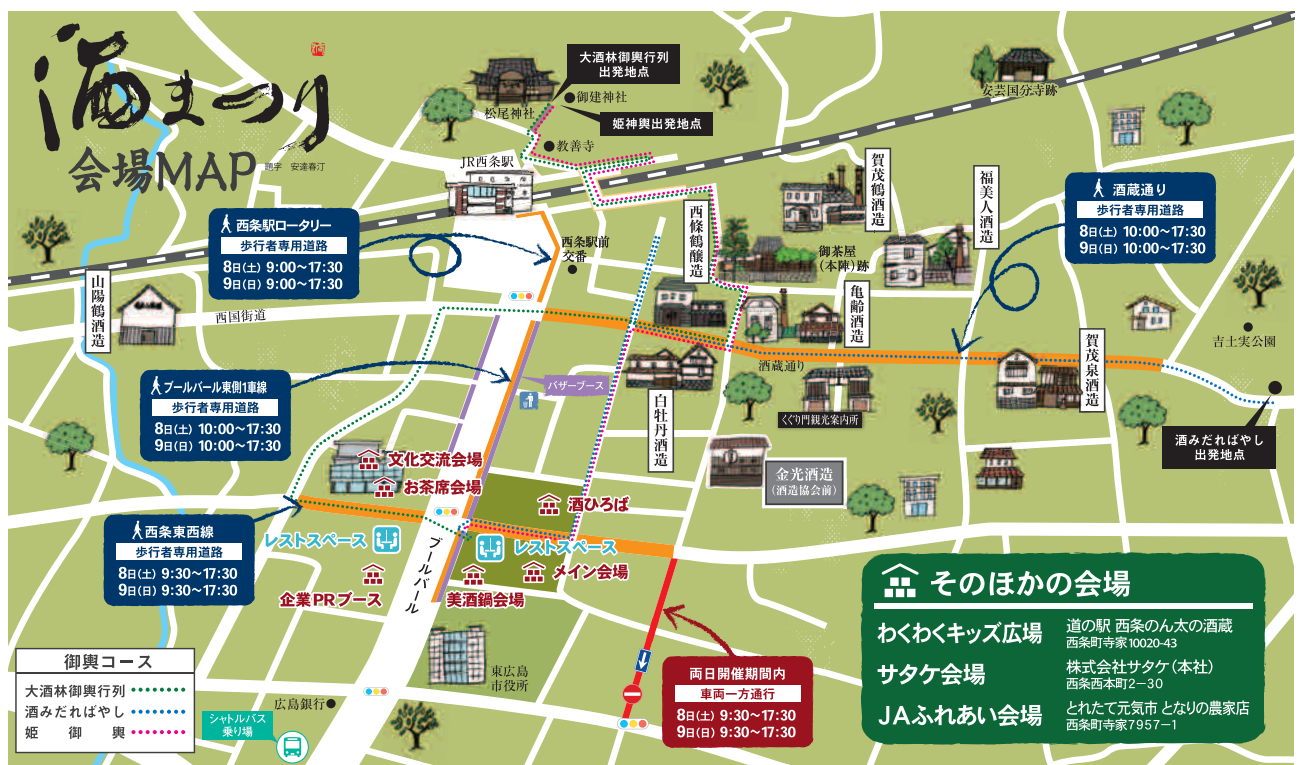 酒まつり
会場MAP
題字 安達春汀
大酒林御輿行列
出発地点
松尾神社
御建神社
姫神輿出発地点
教善寺
JR西条駅
安芸国分寺跡
賀茂鶴酒造
福美人酒造
酒蔵通り
歩行者専用道路
8日(土) 10:00〜17:30
9日(日) 10:00〜17:30
西条駅ロータリー
歩行者専用道路
8日(土) 9:00〜17:30
9日(日) 9:00〜17:30
西条駅前
交番
西條鶴醸造
御茶屋
(本陣)跡
山陽鶴酒造
西国街道
亀齢酒造
吉土実公園
賀茂泉酒造
酒蔵通り
ブールバール東側1車線
歩行者専用道路
8日(土) 10:00〜17:30
9日(日) 10:00〜17:30
バザーブース
白牡丹酒造
くぐり門観光案内所
酒みだればやし
出発地点
文化交流会場
お茶席会場
金光酒造
(酒造協会前)
酒ひろば
西条東西線
歩行者専用道路
8日(土) 9:30〜17:30
9日(日) 9:30〜17:30
レストスペース
レストスペース
ブールバール
メイン会場
企業PRブース
美酒鍋会場
そのほかの会場
わくわくキッズ広場
道の駅 西条のん太の酒蔵
西条町寺家10020-43
サタケ会場
株式会社サタケ(本社)
西条西本町2−30
JAふれあい会場
とれたて元気市 となりの農家店
西条町寺家7957−1
御輿コース
大酒林御輿行列
酒みだればやし
姫御輿
東広島
市役所
広島銀行
シャトルバス
乗り場
両日開催期間内
車両一方通行
8日(土) 9:30〜17:30
9日(日) 9:30〜17:30